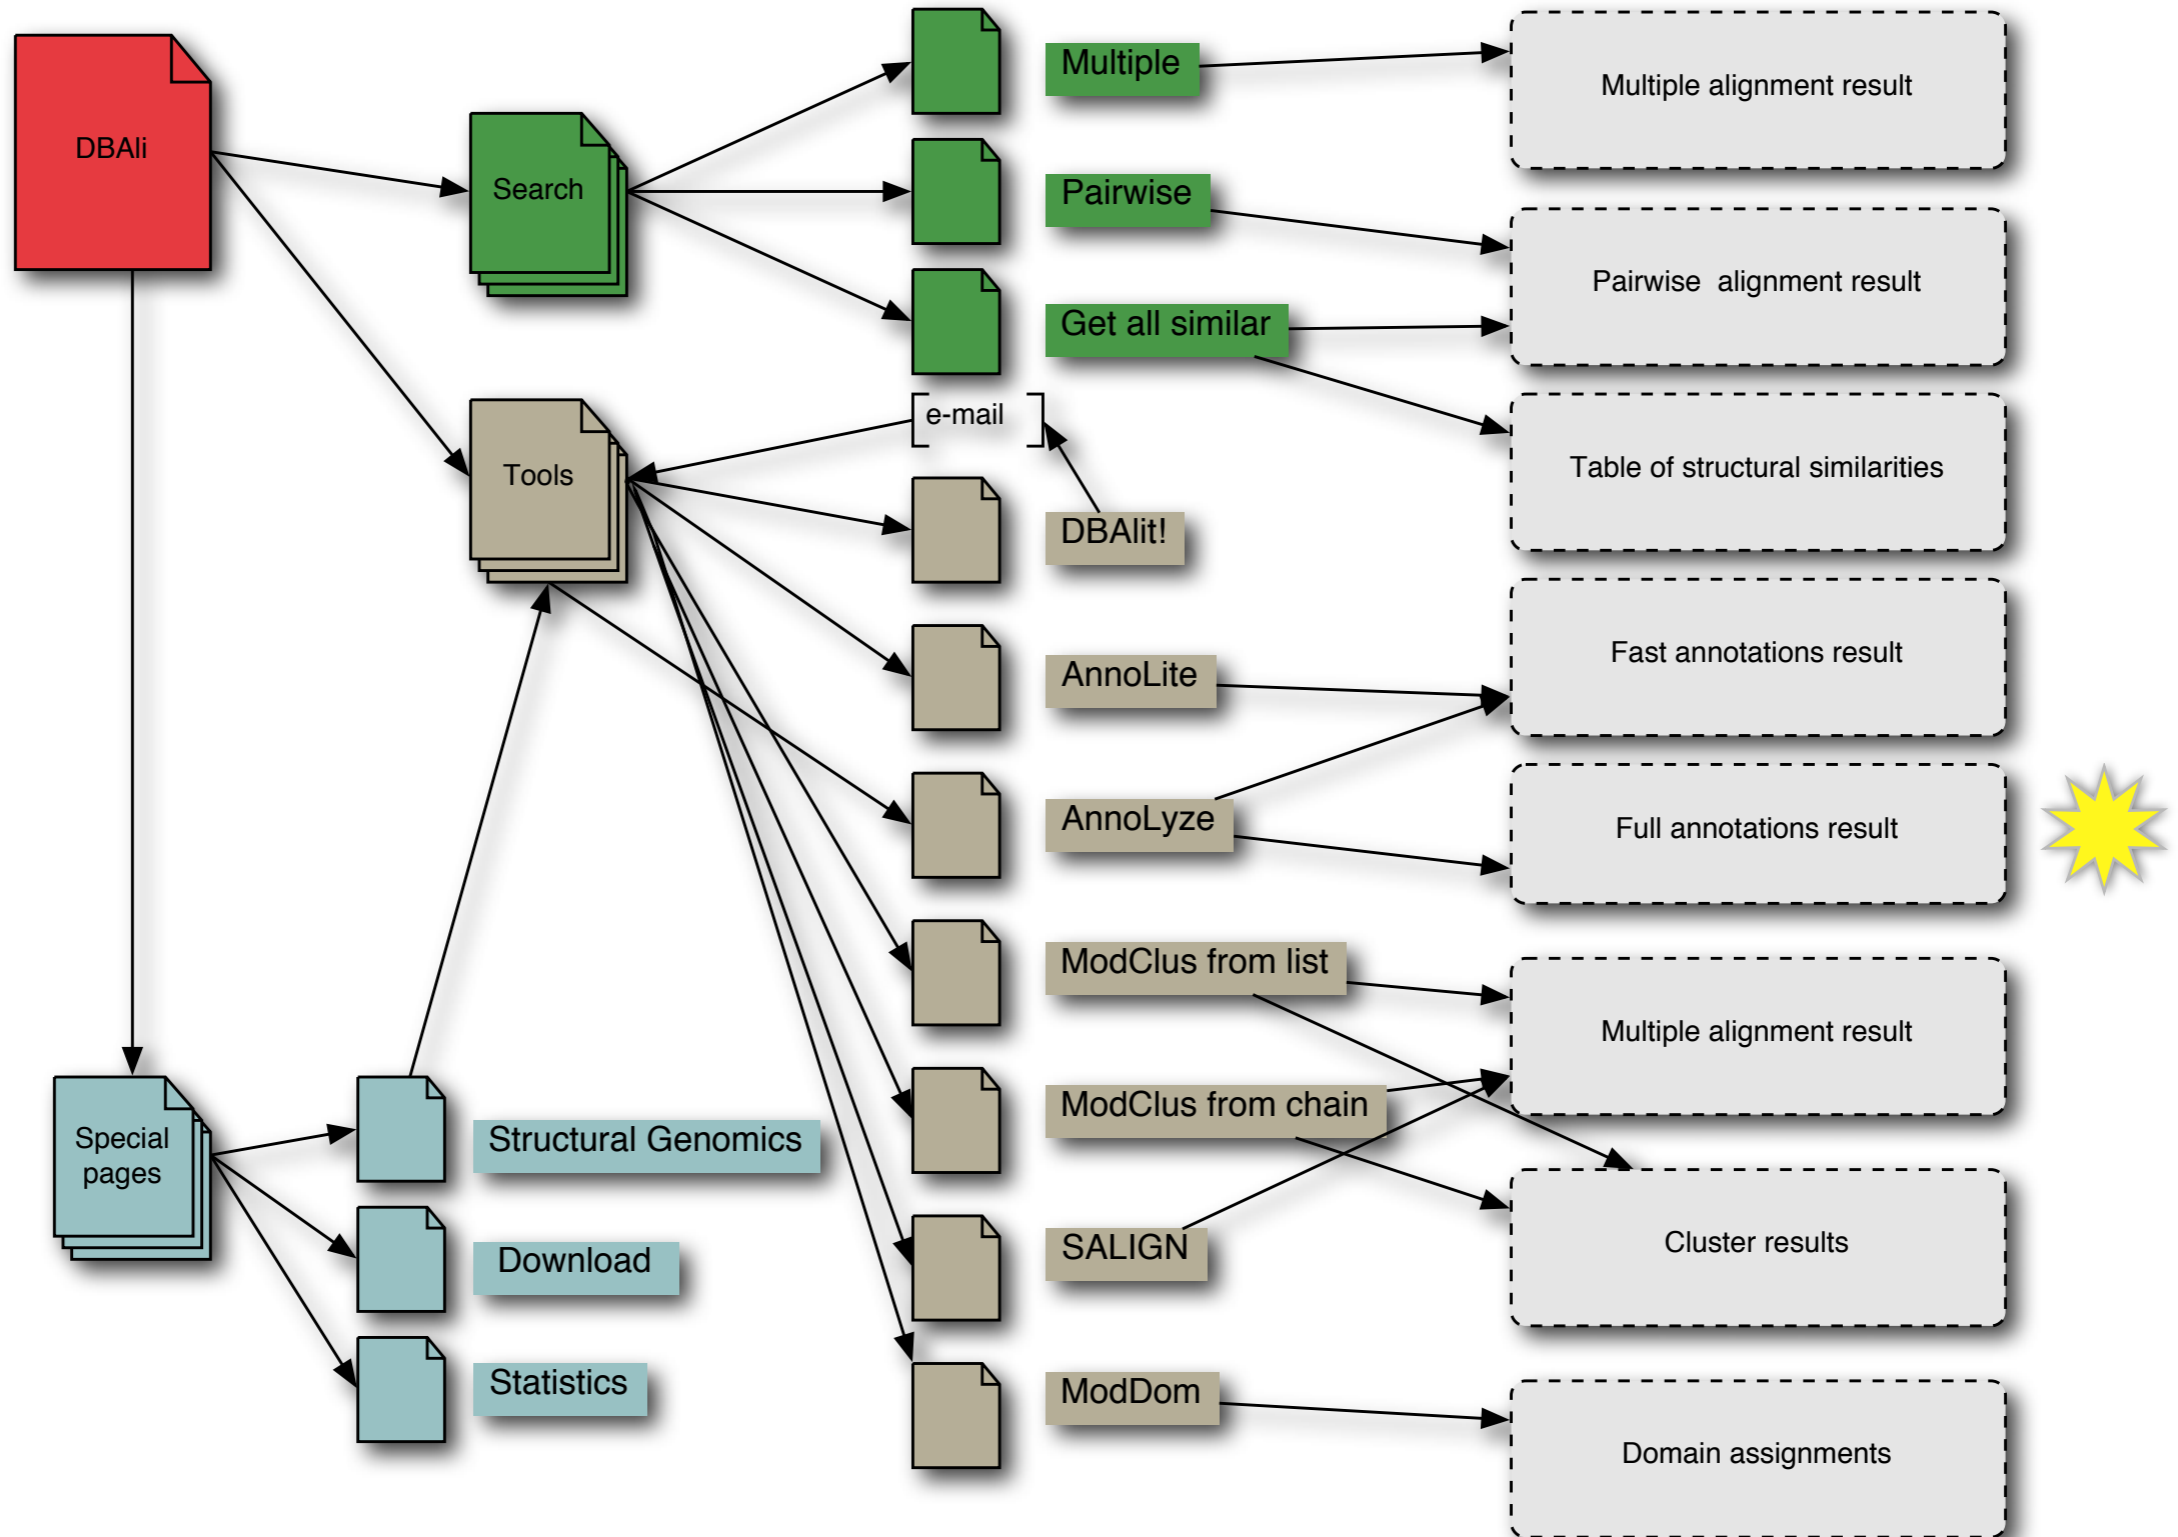 DBAli
Search
Multiple
Multiple alignment result
Pairwise
Pairwise alignment result
Get all similar
e-mail
Table of structural similarities
Tools
DBAlit!
AnnoLite
Fast annotations result
AnnoLyze
Full annotations result
ModClus from list
Multiple alignment result
ModClus from chain
Special
pages
Structural Genomics
SALIGN
Cluster results
Download
Statistics
ModDom
Domain assignments